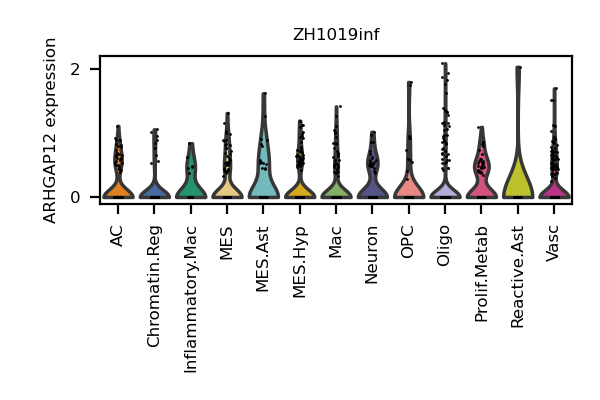 ZH1019inf
ARHGAP12 expression
2
0
AC
Chromatin.Reg
Inflammatory.Mac
MES
MES.Ast
MES.Hyp
Mac
Neuron
OPC
Oligo
Prolif.Metab
Reactive.Ast
Vasc